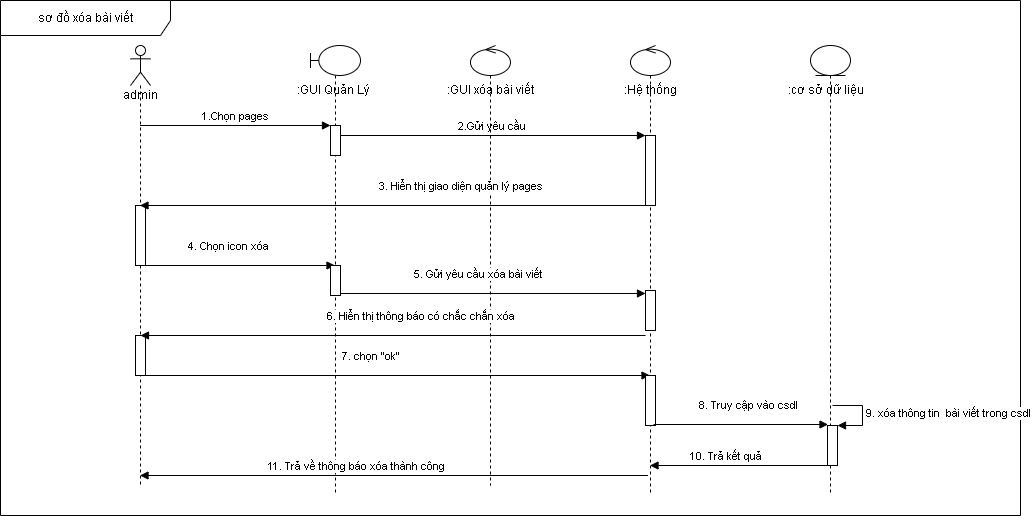 sơ đồ xóa bài viết
admin
:GUI Quản Lý
:GUI xóa bài viết
:Hệ thống
:cơ sở dữ liệu
1.Chọn pages
2.Gửi yêu cầu
3. Hiển thị giao diện quản lý pages
4. Chọn icon xóa
5. Gửi yêu cầu xóa bài viết
6. Hiển thị thông báo có chắc chắn xóa
7. chọn "ok"
8. Truy cập vào csdl
9. xóa thông tin bài viết trong csdl
10. Trả kết quả
11. Trả về thông báo xóa thành công